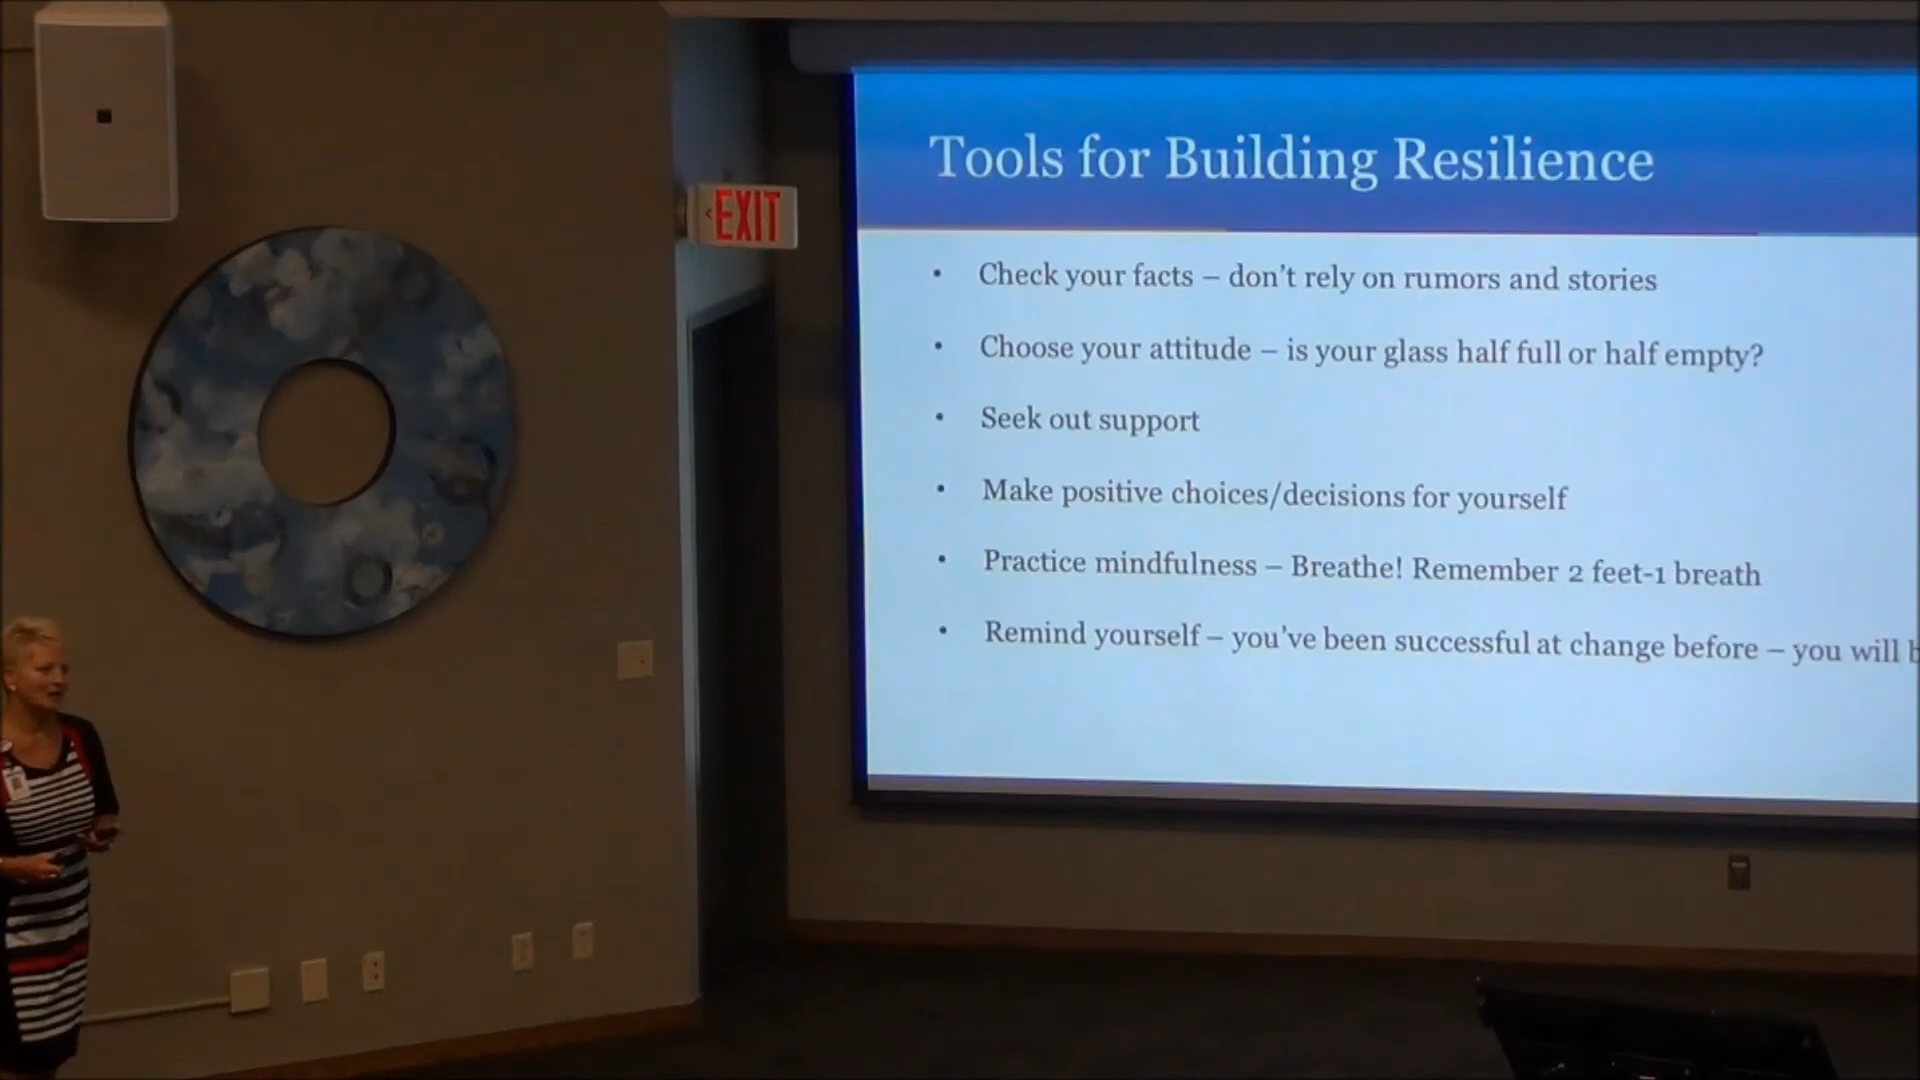 Tools for Building Resilience
<EXIT
• Check your facts – don't rely on rumors and stories
• Choose your attitude – is your glass half full or half empty?
• Seek out support
• Make positive choices/decisions for yourself
• Practice mindfulness – Breathe! Remember 2 feet-1 breath
• Remind yourself – you've been successful at change before – you will